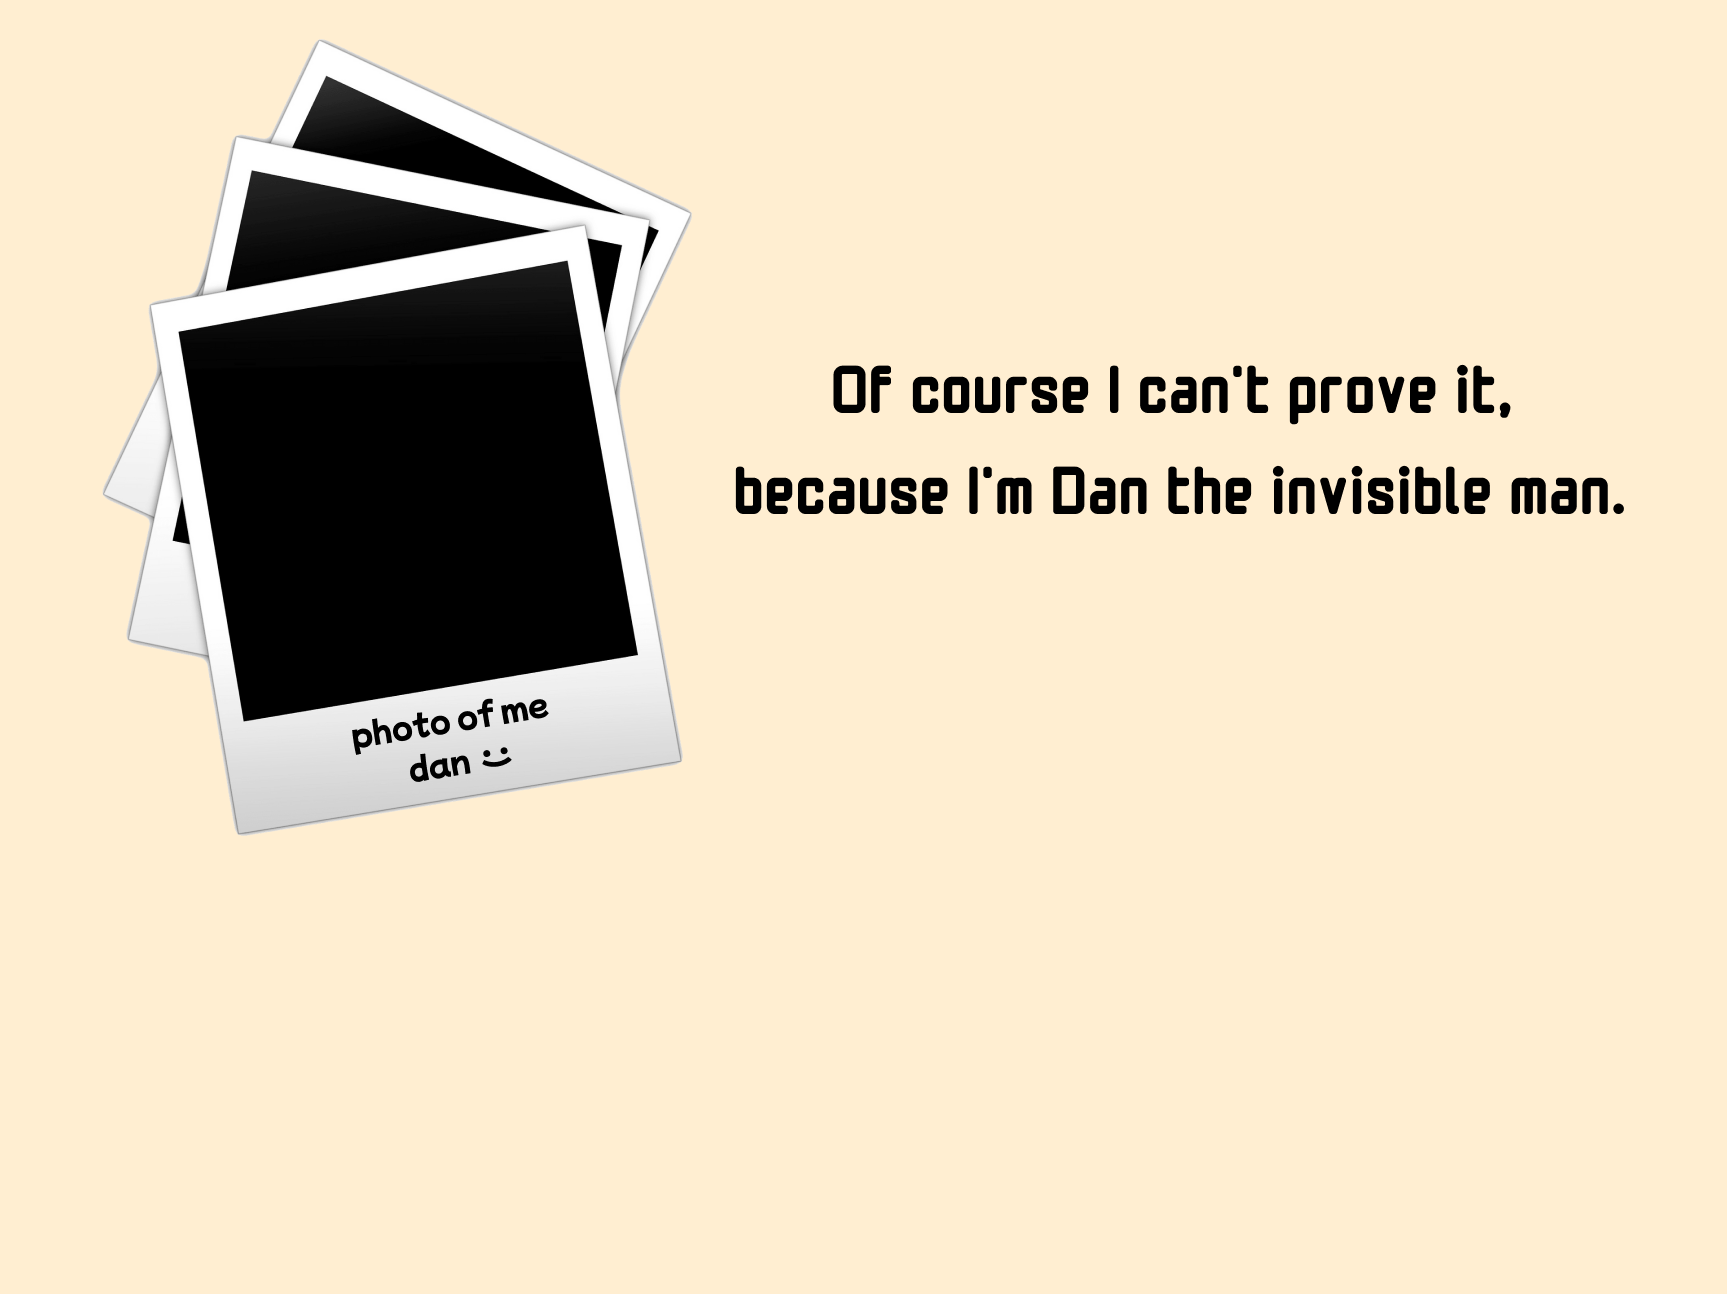 Of course I can't prove it,
because I'm Dan the invisible man.
photo of me
dan :)